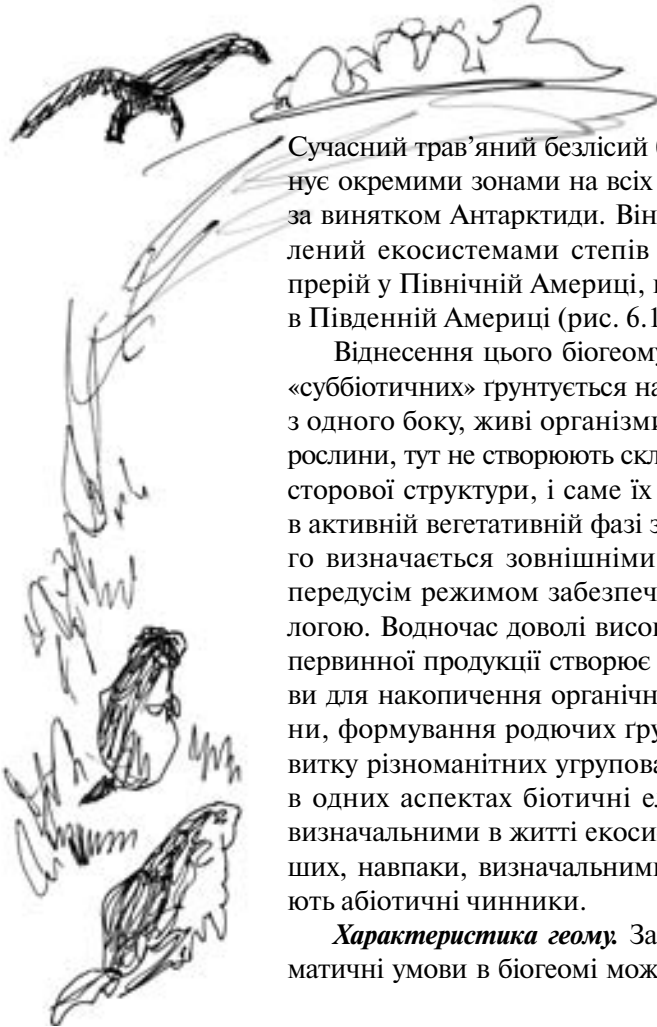 Сучасний трав’яний безлісий
нує окремими зонами на всіх
за винятком Антарктиди. Він
лений екосистемами степів
прерій у Північній Америці,
в Південній Америці (рис. 6.1
Віднесення цього біогеому
«суббіотичних» ґрунтується на
з одного боку, живі організми
рослини, тут не створюють скл
сторової структури, і саме їх
в активній вегетативній фазі з
го визначається зовнішніми
передусім режимом забезпеч
логою. Водночас доволі висо
первинної продукції створює
ви для накопичення органічн
ни, формування родючих ґру
витку різноманітних угрупова
в одних аспектах біотичні ел
визначальними в житті екоси
ших, навпаки, визначальними
ють абіотичні чинники.
Характеристика геому. За
матичні умови в біогеомі мож